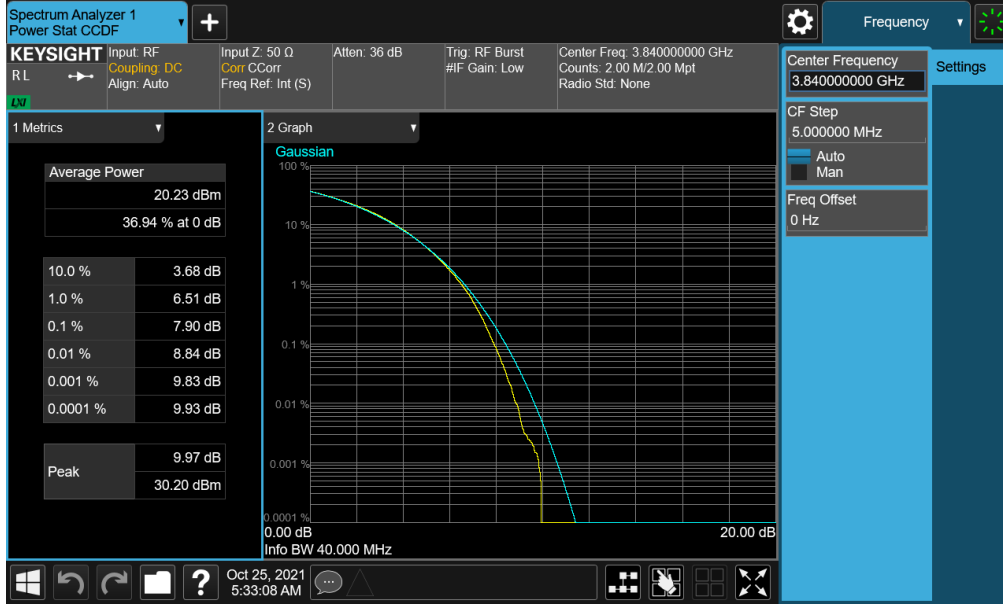 Spectrum Analyzer 1
Power Stat CCDF
Frequency
KEYSIGHT
RL
LXI
Input: RF
Coupling: DC
Align: Auto
Input Z: 50 Ω
Corr CCorr
Freq Ref: Int (S)
Atten: 36 dB
Trig: RF Burst
#IF Gain: Low
Center Freq: 3.840000000 GHz
Counts: 2.00 M/2.00 Mpt
Radio Std: None
Center Frequency
3.840000000 GHz
Settings
CF Step
5.000000 MHz
Auto
Man
Freq Offset
0 Hz
1 Metrics
Average Power
20.23 dBm
36.94 % at 0 dB
10.0 % 3.68 dB
1.0 % 6.51 dB
0.1 % 7.90 dB
0.01 % 8.84 dB
0.001 % 9.83 dB
0.0001 % 9.93 dB
Peak
9.97 dB
30.20 dBm
2 Graph
Gaussian
100 %
10 %
1 %
0.1 %
0.01 %
0.001 %
0.0001 %
0.00 dB 20.00 dB
Info BW 40.000 MHz
?
Oct 25, 2021
5:33:08 AM